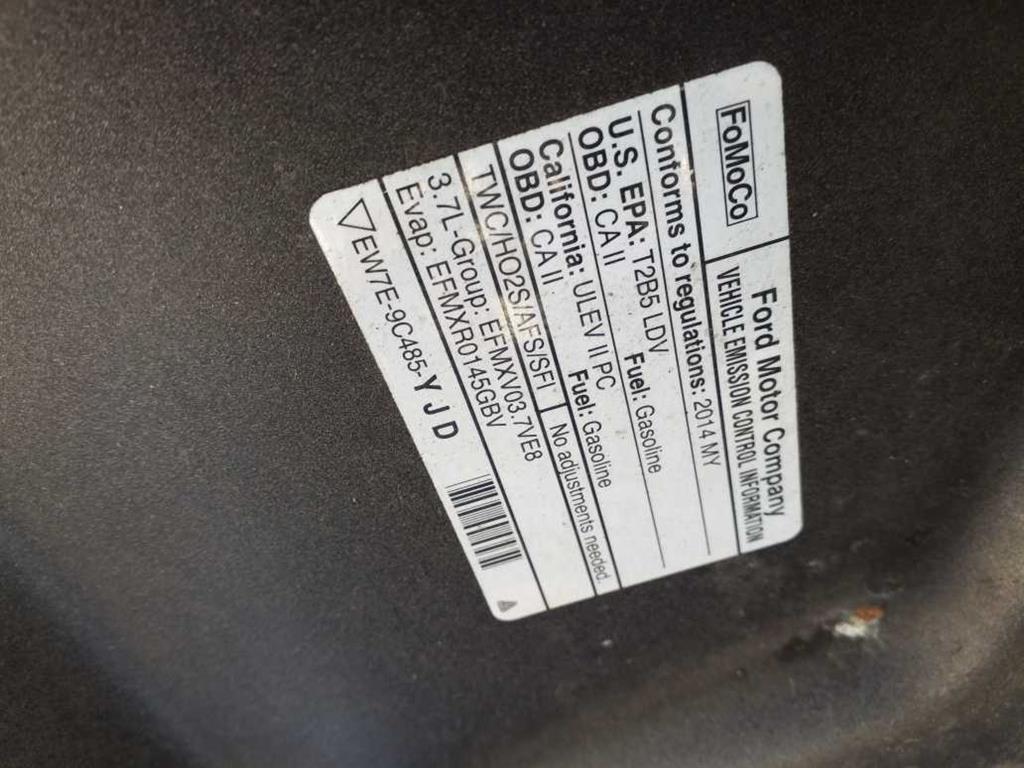 FoMoCo
Ford Motor Company
VEHICLE EMISSION CONTROL INFORMATION
Conforms to regulations: 2014 MY
U.S. EPA: T2B5 LDV Fuel: Gasoline
OBD: CA II
California: ULEV II PC Fuel: Gasoline
OBD: CA II
TWC/HO2S/AFS/SFI No adjustments needed.
3.7L-Group: EFMXV03.7VE8
Evap: EFMXR0145GBV
EW7E-9C485-Y J D